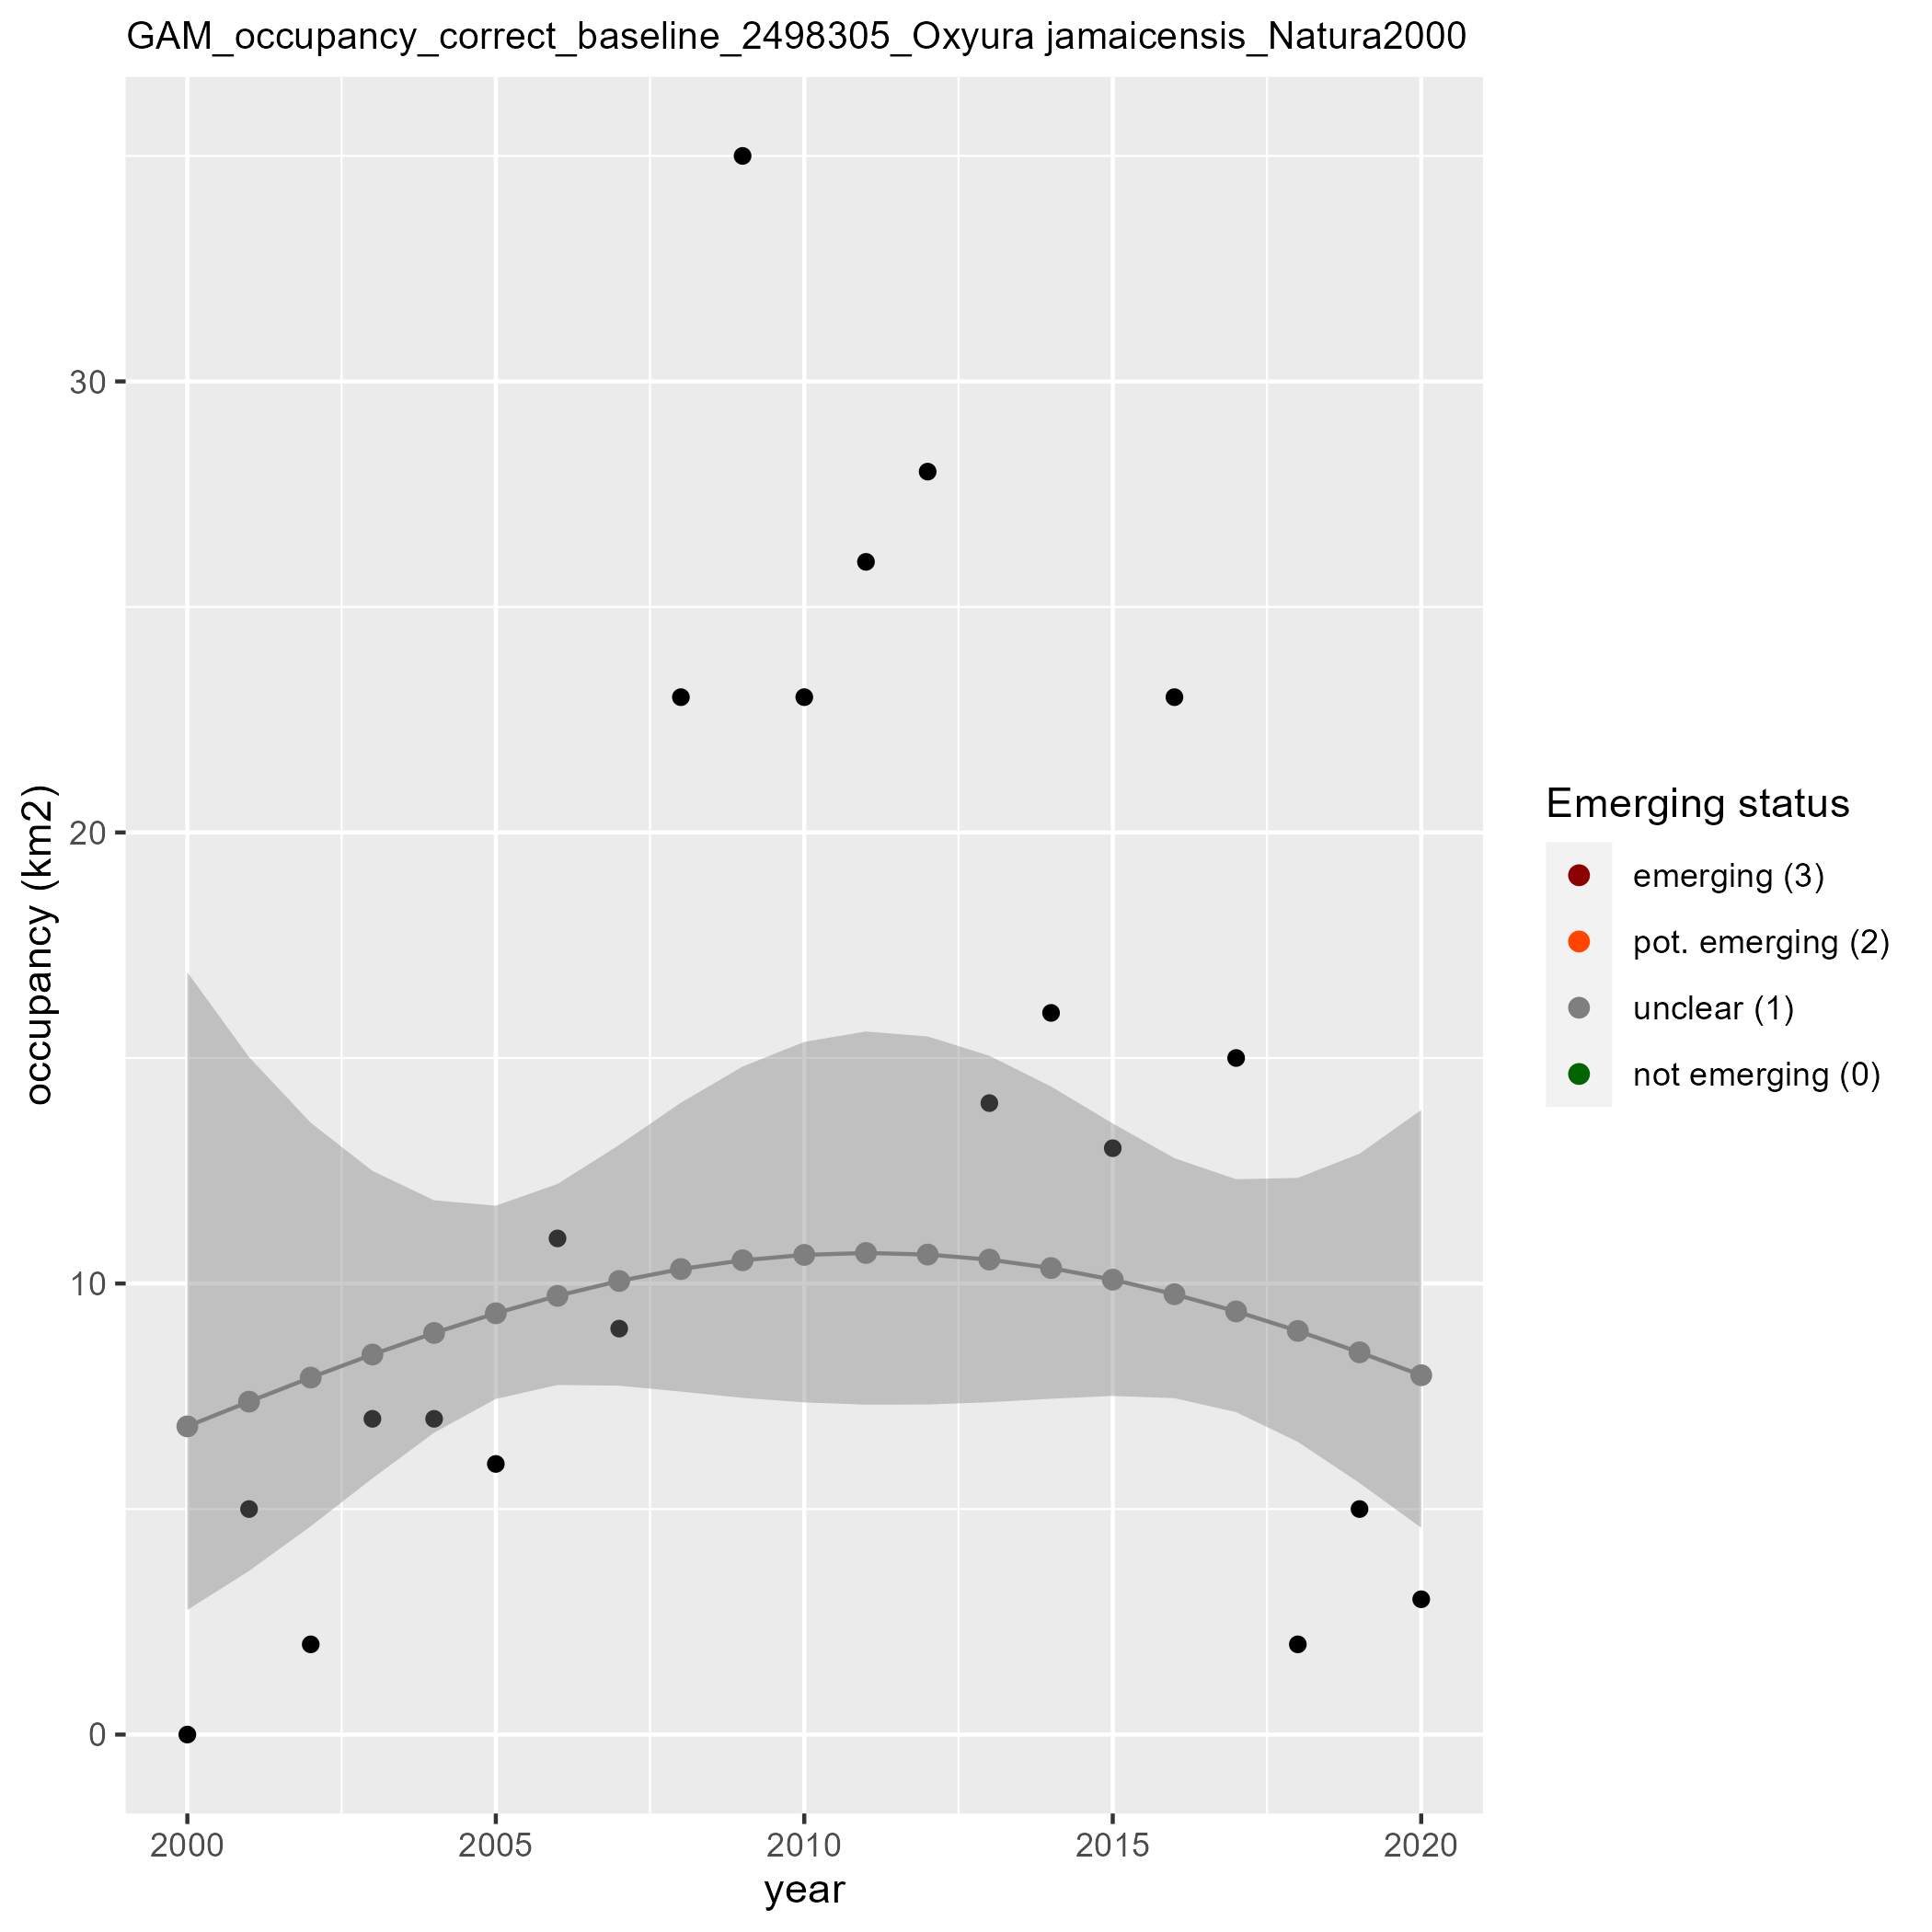 GAM_occupancy_correct_baseline_2498305_Oxyura jamaicensis_Natura2000
30
20
10
0
occupancy (km2)
2000 2005 2010 2015 2020
year
Emerging status
emerging (3)
pot. emerging (2)
unclear (1)
not emerging (0)